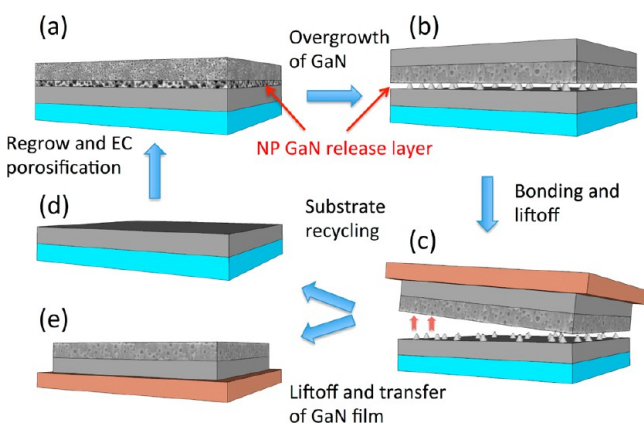 (a)
Overgrowth
of GaN
(b)
NP GaN release layer
Regrow and EC
porosification
Bonding and
liftoff
(d)
Substrate
recycling
(c)
(e)
Liftoff and transfer
of GaN film